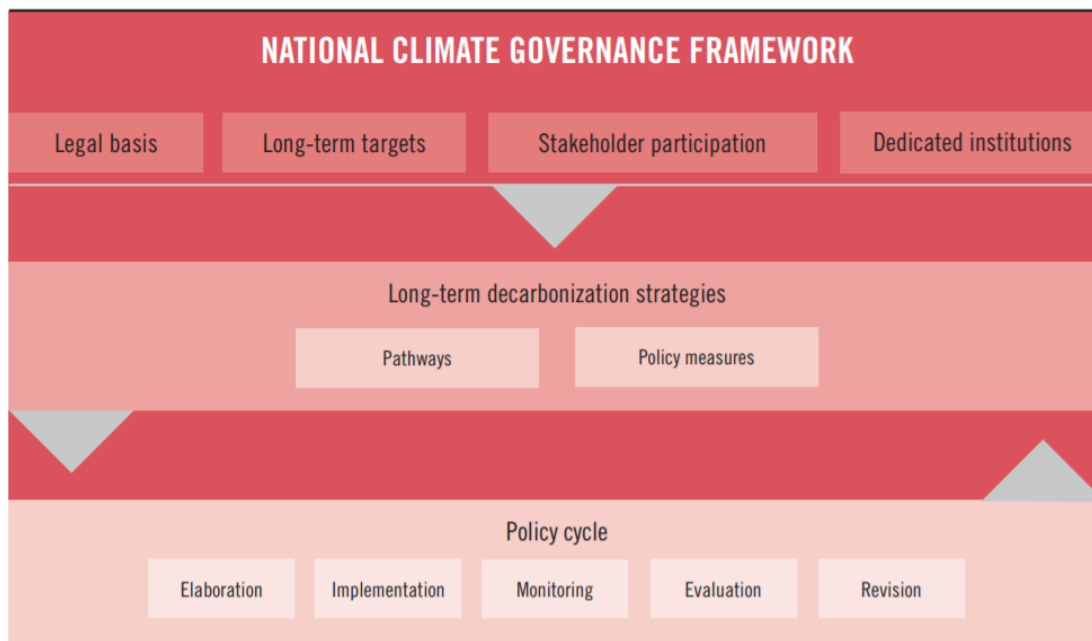 NATIONAL CLIMATE GOVERNANCE FRAMEWORK
Legal basis
Long-term targets
Stakeholder participation
Dedicated institutions
Long-term decarbonization strategies
Pathways
Policy measures
Policy cycle
Elaboration
Implementation
Monitoring
Evaluation
Revision